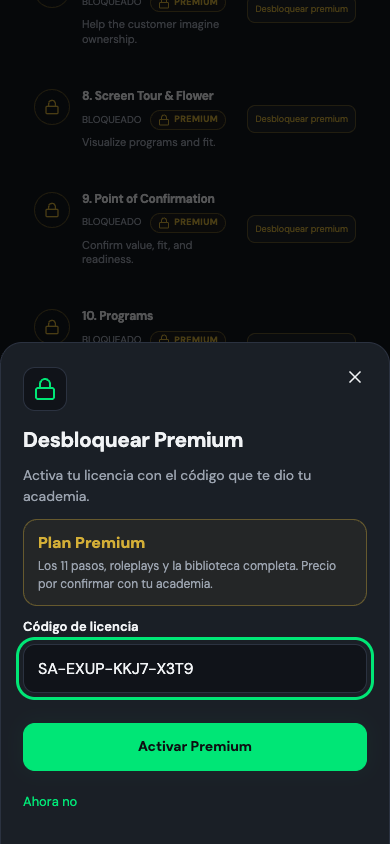 BLOQUEADO PREMIUM
Help the customer imagine
ownership.
Desbloquear premium
8. Screen Tour & Flower
BLOQUEADO PREMIUM
Visualize programs and fit.
Desbloquear premium
9. Point of Confirmation
BLOQUEADO PREMIUM
Confirm value, fit, and
readiness.
Desbloquear premium
10. Programs
BLOQUEADO PREMIUM
Desbloquear Premium
Activa tu licencia con el código que te dio tu
academia.
Plan Premium
Los 11 pasos, roleplays y la biblioteca completa. Precio
por confirmar con tu academia.
Código de licencia
SA-EXUP-KKJ7-X3T9
Activar Premium
Ahora no